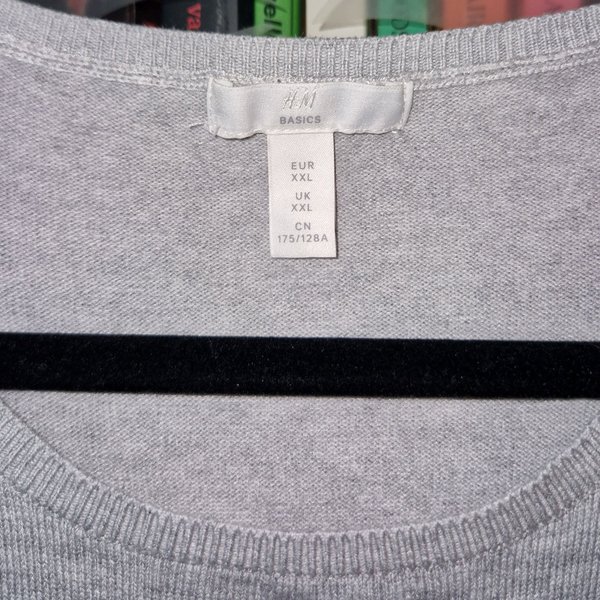 H&M
BASICS
EUR
XXL
UK
XXL
CN
175/128A